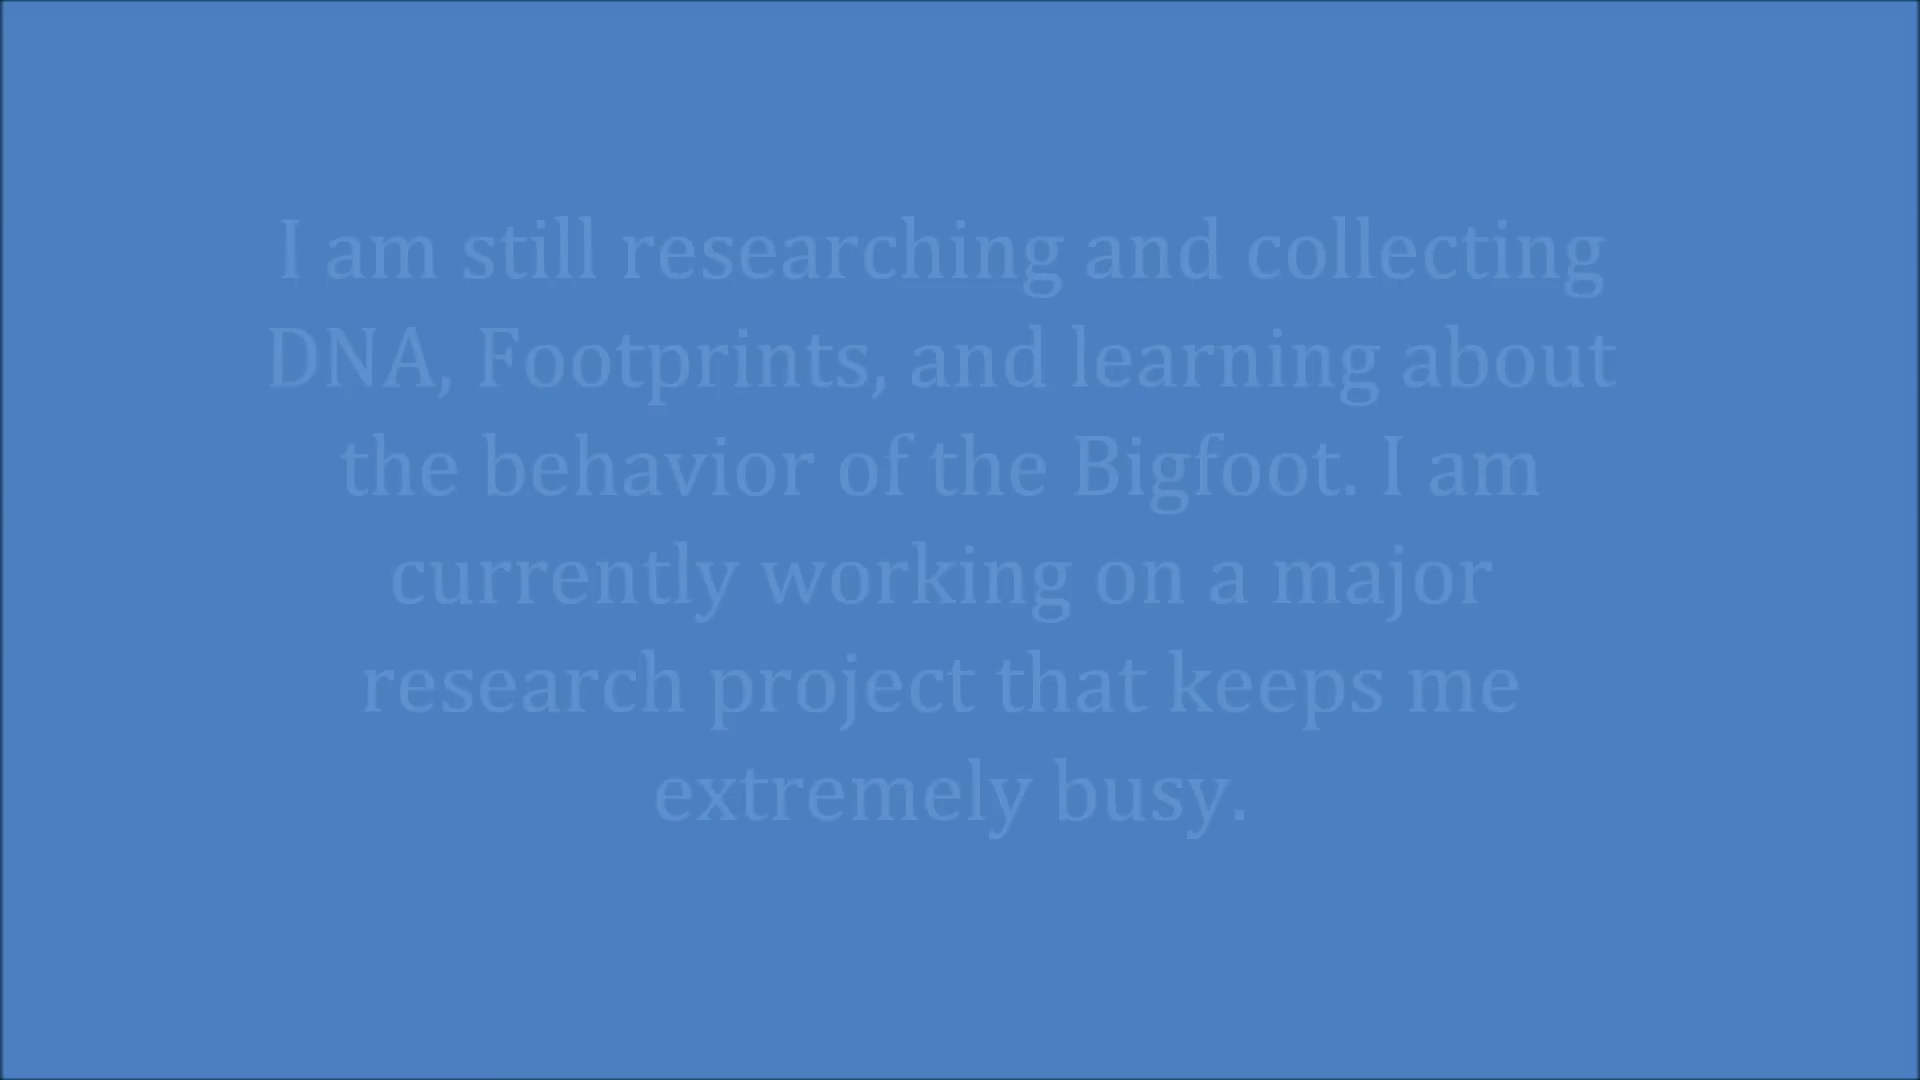 I am still researching and collecting
DNA, Footprints, and learning about
the behavior of the Bigfoot. I am
currently working on a major
research project that keeps me
extremely busy.